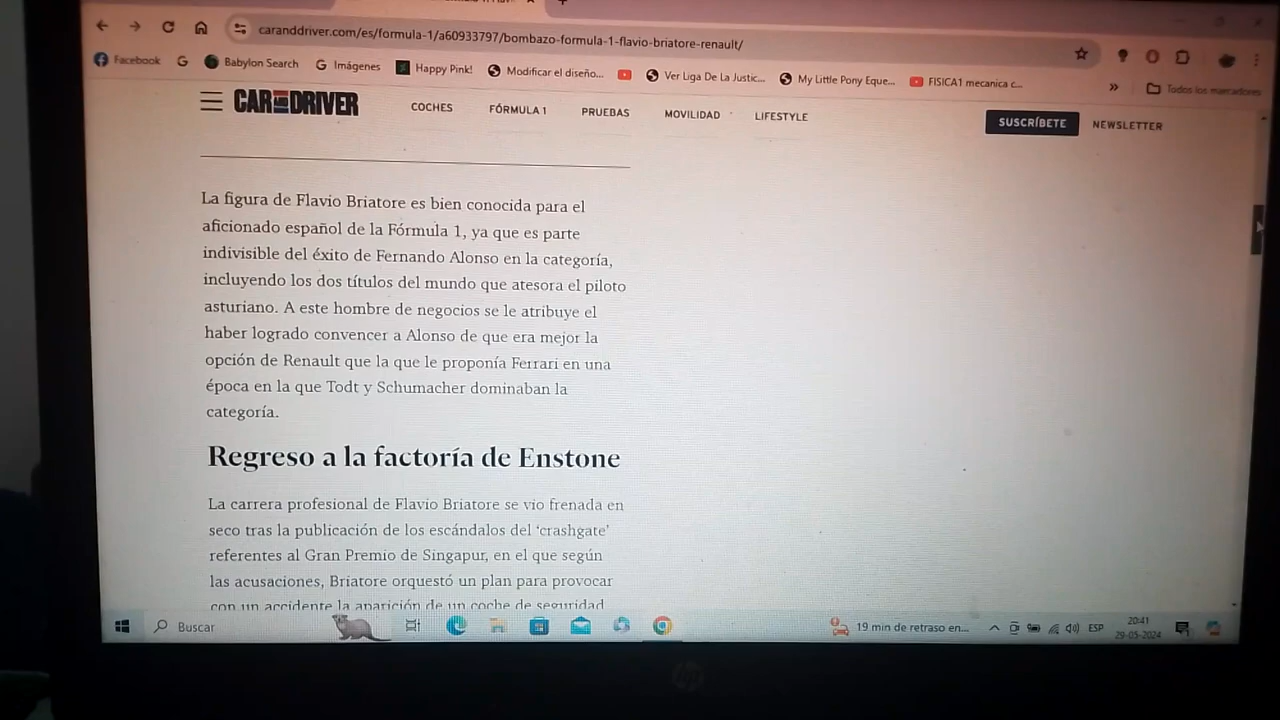 caranddriver.com/es/formula-1/a60933797/bombazo-formula-1-flavio-briatore-renault/
Facebook Babylon Search Imágenes Happy Pink! Modificar el diseño... Ver Liga De La Justic... My Little Pony Eque... FISICA1 mecanica c... » Todos los marcadores
CAR AND DRIVER COCHES FÓRMULA 1 PRUEBAS MOVILIDAD LIFESTYLE SUSCRÍBETE NEWSLETTER
La figura de Flavio Briatore es bien conocida para el
aficionado español de la Fórmula 1, ya que es parte
indivisible del éxito de Fernando Alonso en la categoría,
incluyendo los dos títulos del mundo que atesora el piloto
asturiano. A este hombre de negocios se le atribuye el
haber logrado convencer a Alonso de que era mejor la
opción de Renault que la que le proponía Ferrari en una
época en la que Todt y Schumacher dominaban la
categoría.
Regreso a la factoría de Enstone
La carrera profesional de Flavio Briatore se vio frenada en
seco tras la publicación de los escándalos del ‘crashgate’
referentes al Gran Premio de Singapur, en el que según
las acusaciones, Briatore orquestó un plan para provocar
con un accidente la aparición de un coche de seguridad
Buscar 19 min de retraso en... ESP 20:41
29-05-2024
hp